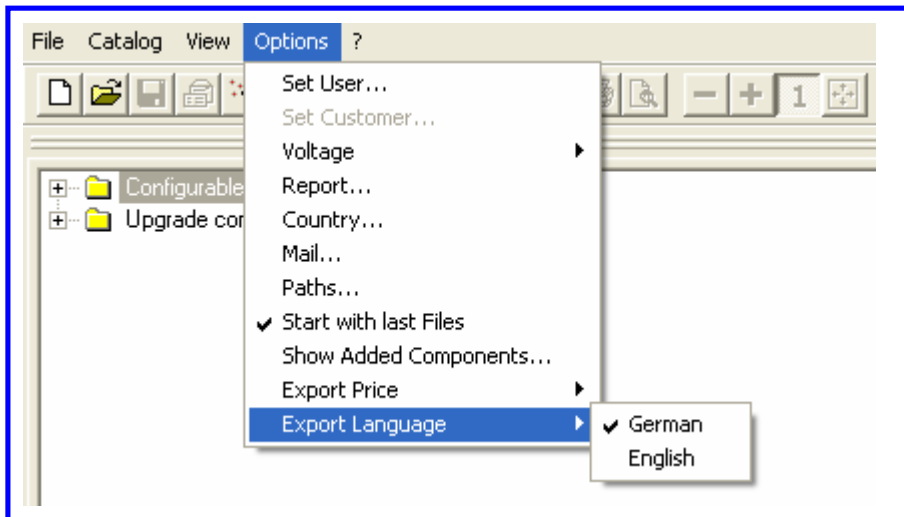 File Catalog View Options ?
Set User...
Set Customer...
Voltage
Report...
Country...
Mail...
Paths...
Start with last Files
Show Added Components...
Export Price
Export Language
German
English
1
Configurable
Upgrade